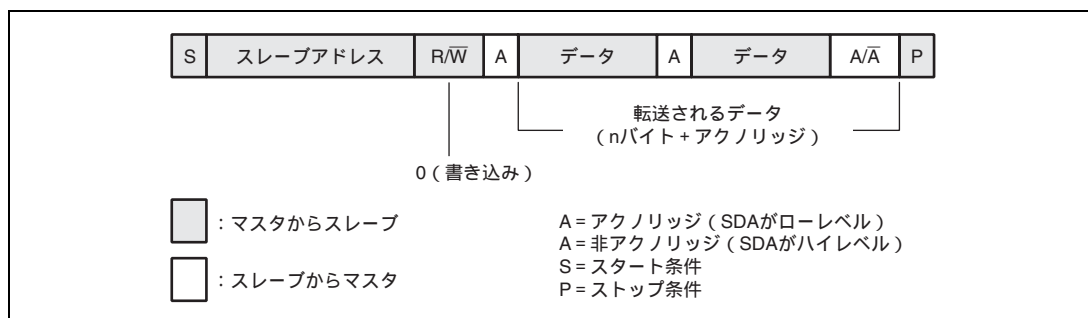 S スレーブアドレス R/W̅ A データ A データ A/A̅ P
転送されるデータ
（nバイト+アクノリッジ）
0（書き込み）
：マスタからスレーブ
：スレーブからマスタ
A = アクノリッジ（SDAがローレベル）
A = 非アクノリッジ（SDAがハイレベル）
S = スタート条件
P = ストップ条件